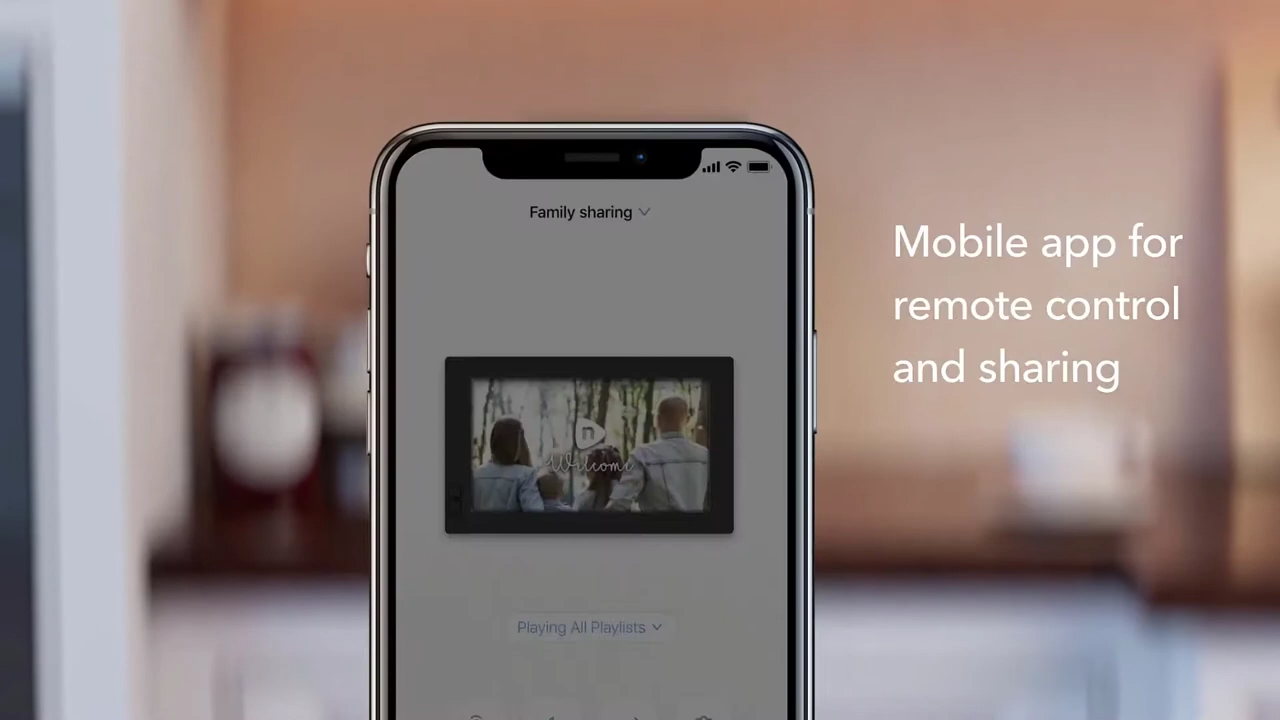 Family sharing
Mobile app for
remote control
and sharing
n
Welcome
Playing All Playlists